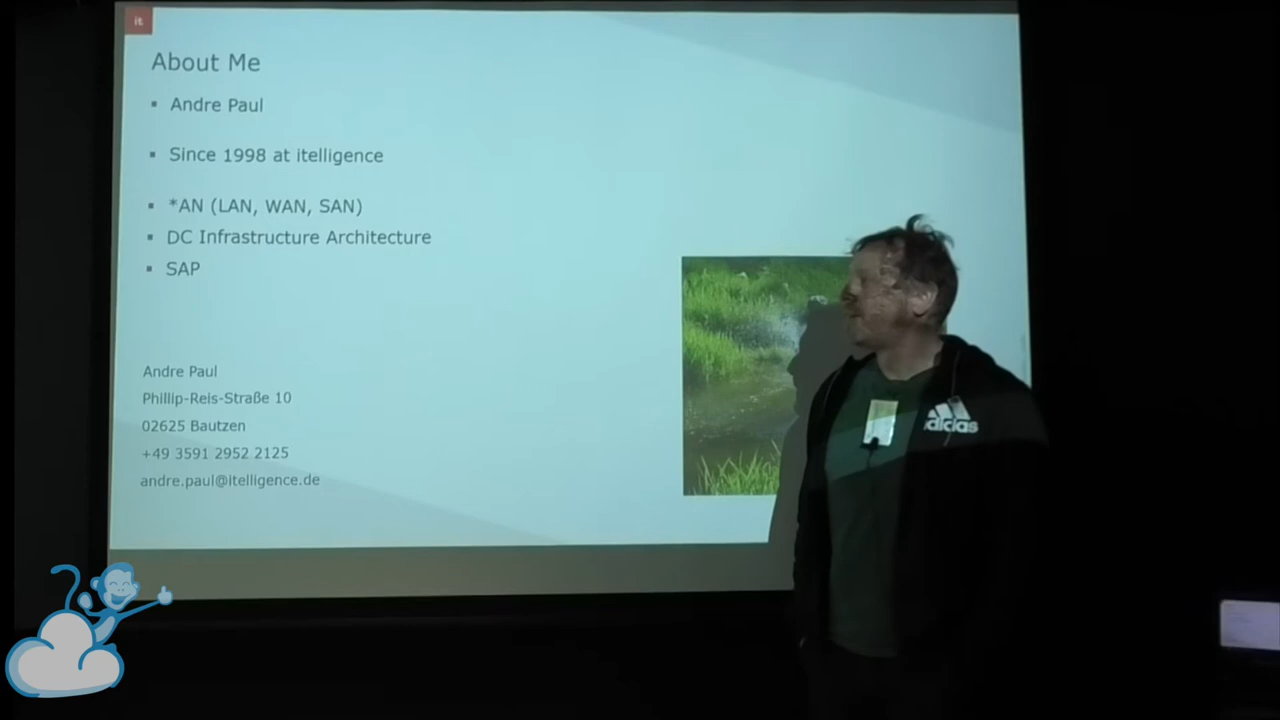 it
About Me
▪ Andre Paul
▪ Since 1998 at itelligence
▪ *AN (LAN, WAN, SAN)
▪ DC Infrastructure Architecture
▪ SAP
Andre Paul
Phillip-Reis-Straße 10
02625 Bautzen
+49 3591 2952 2125
andre.paul@itelligence.de
adidas